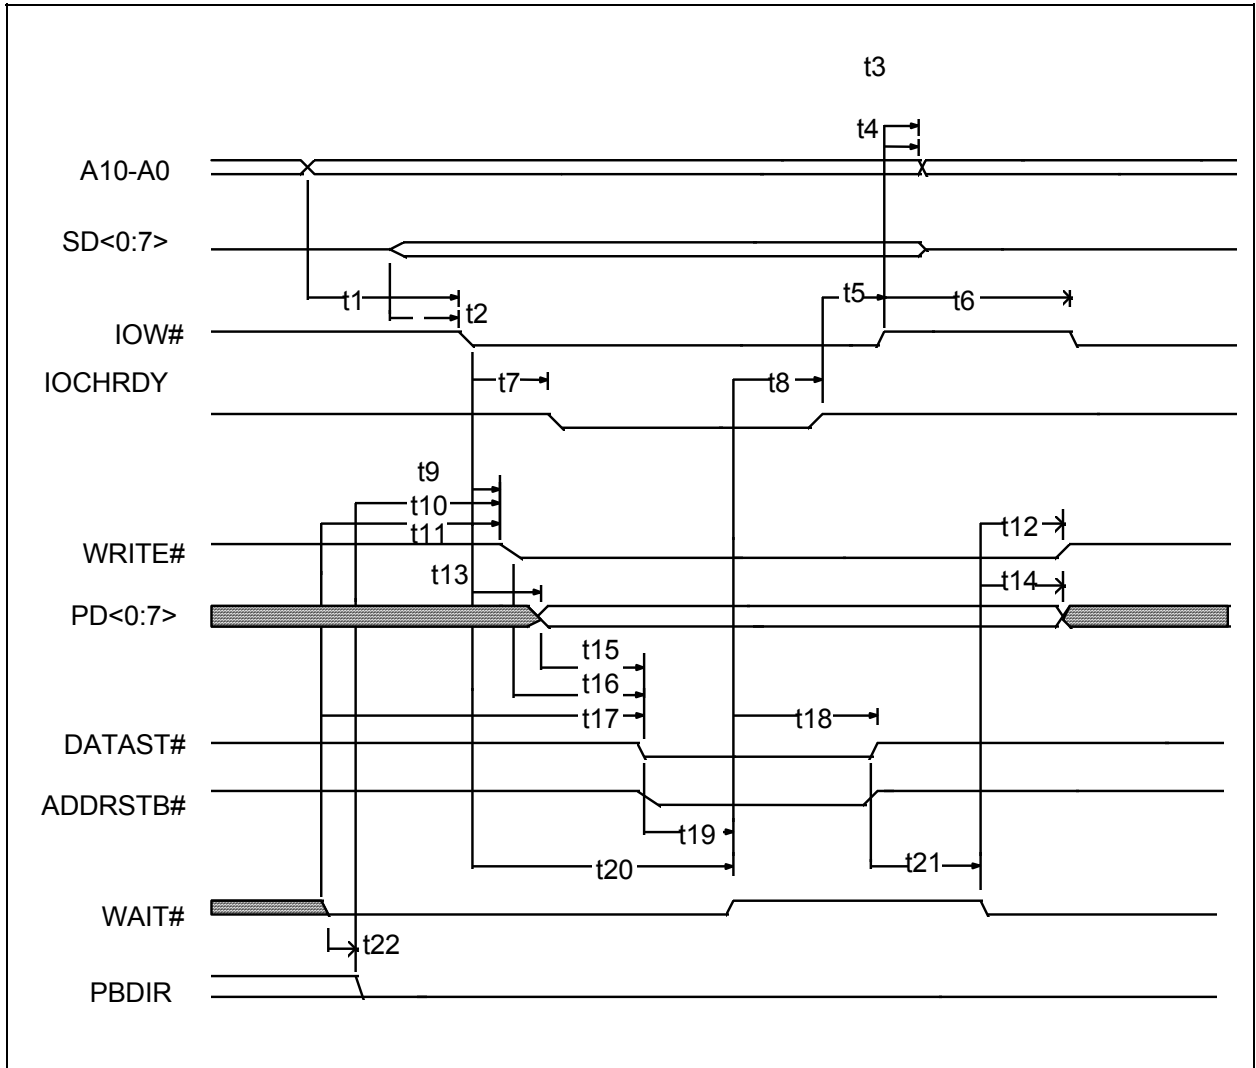 t3
t4
A10-A0
SD<0:7>
t1
t2
t5
t6
IOW#
IOCHRDY
t7
t8
t9
t10
t11
t12
WRITE#
t13
t14
PD<0:7>
t15
t16
t17
t18
DATAST#
ADDRSTB#
t19
t20
t21
WAIT#
t22
PBDIR